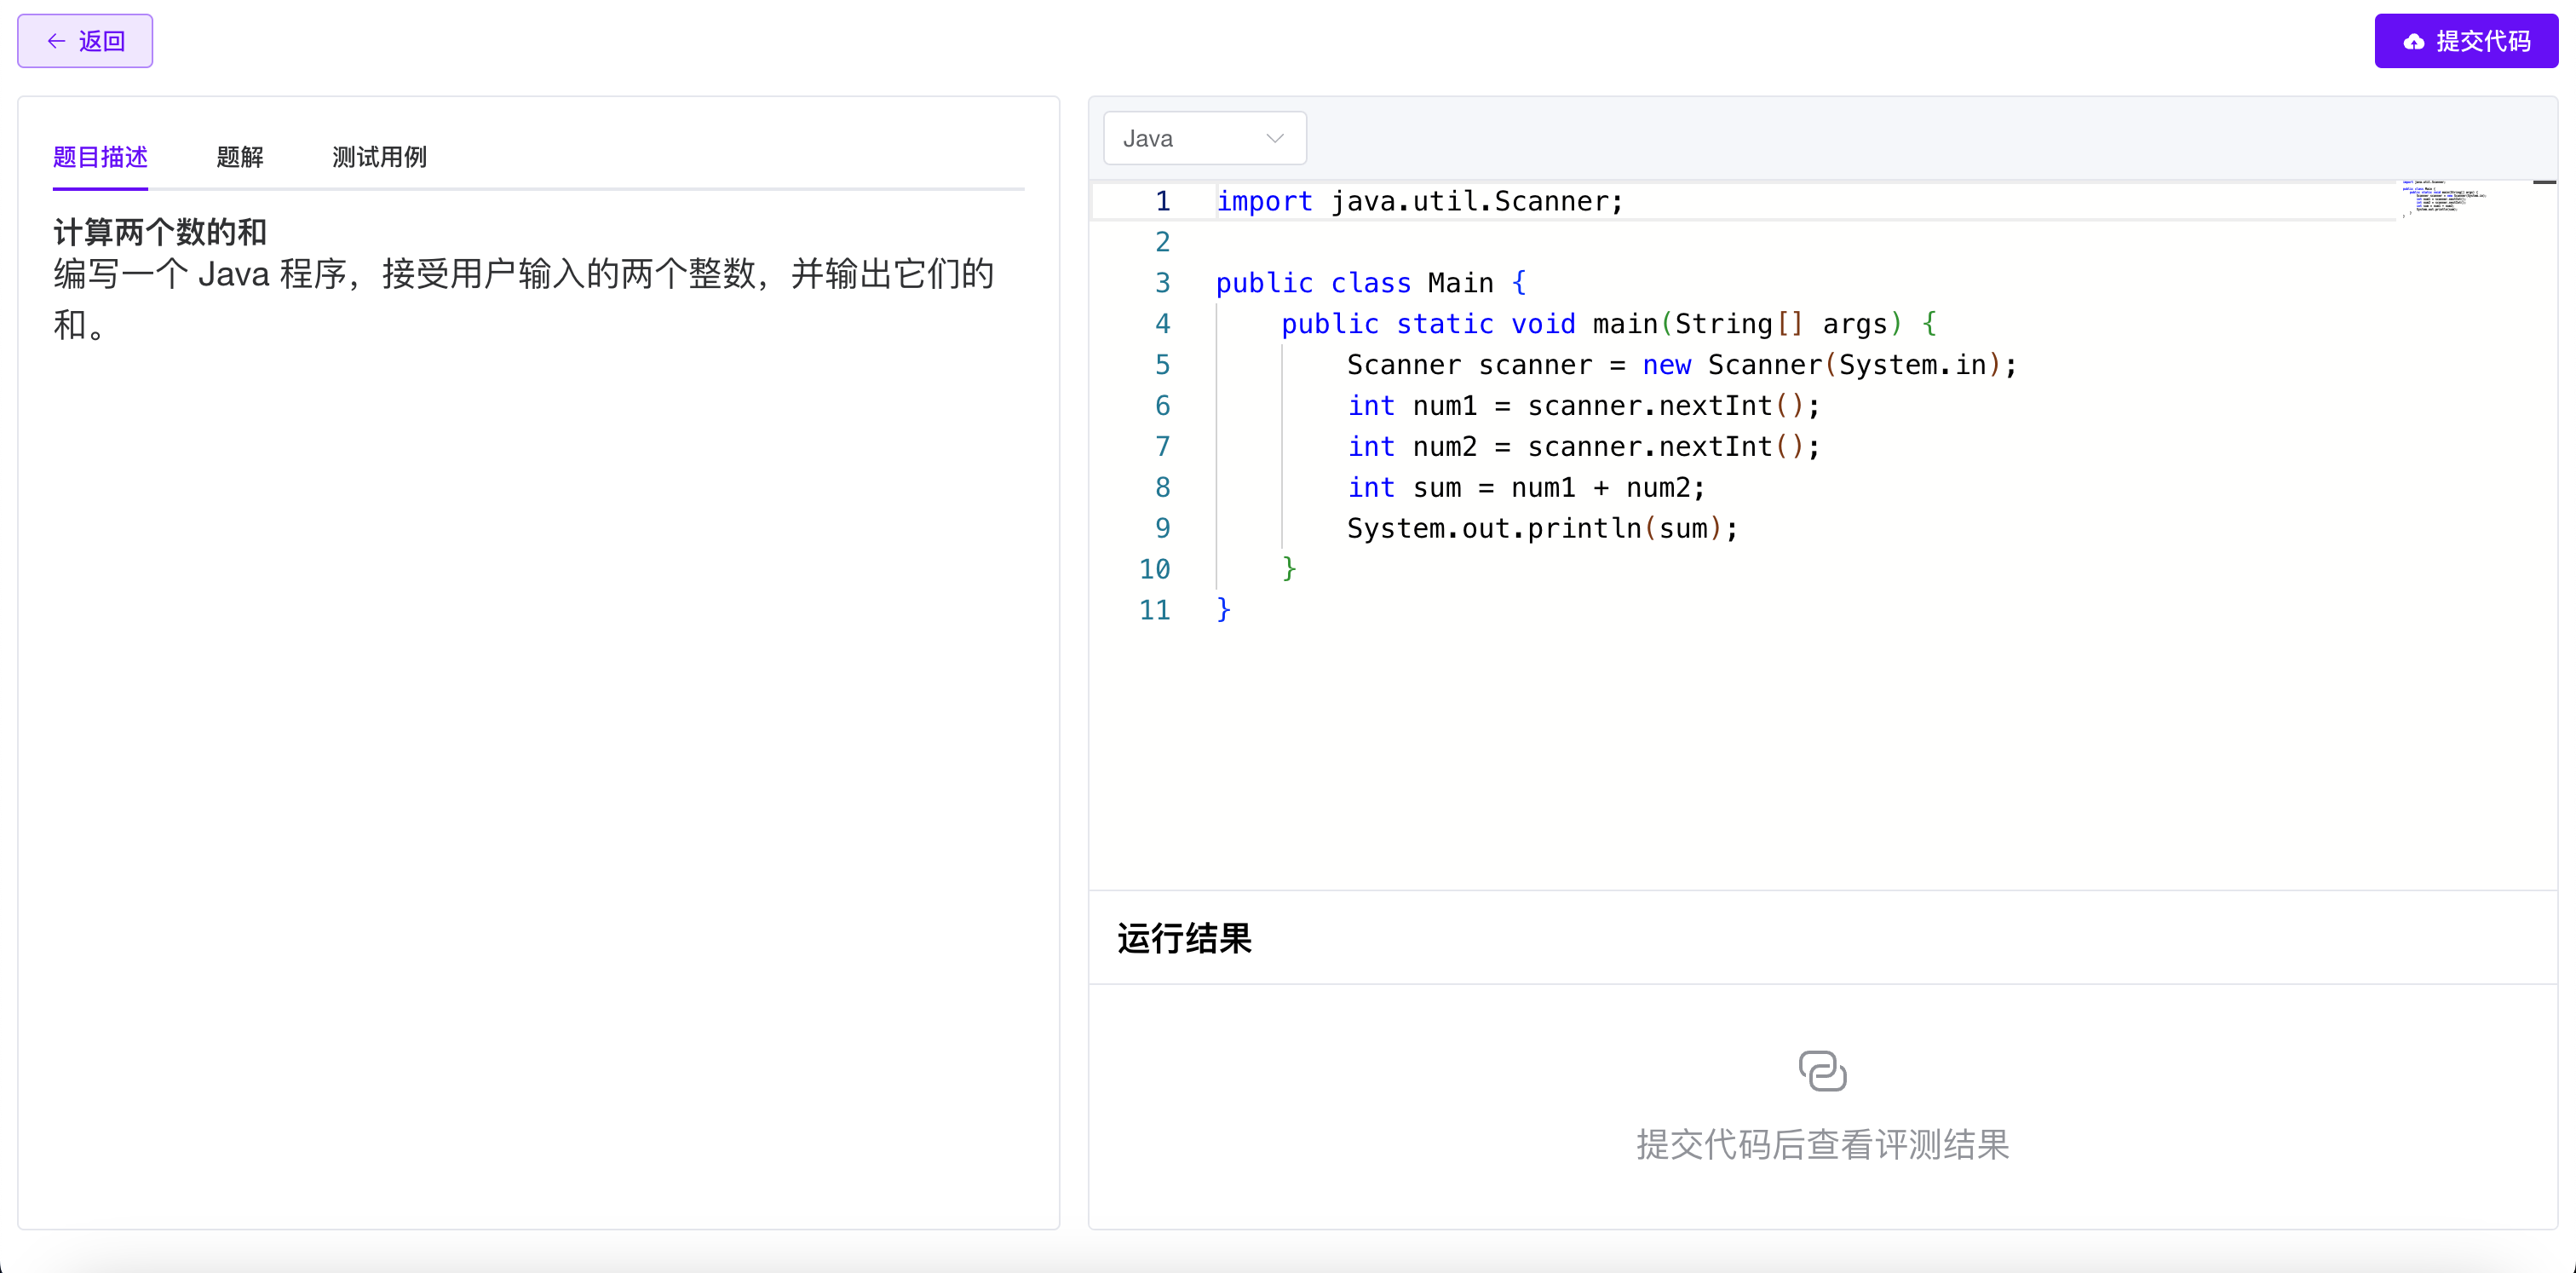 返回
提交代码
题目描述
题解
测试用例
计算两个数的和
编写一个 Java 程序，接受用户输入的两个整数，并输出它们的
和。
Java
1 import java.util.Scanner;
2
3 public class Main {
4     public static void main(String[] args) {
5         Scanner scanner = new Scanner(System.in);
6         int num1 = scanner.nextInt();
7         int num2 = scanner.nextInt();
8         int sum = num1 + num2;
9         System.out.println(sum);
10     }
11 }
运行结果
提交代码后查看评测结果